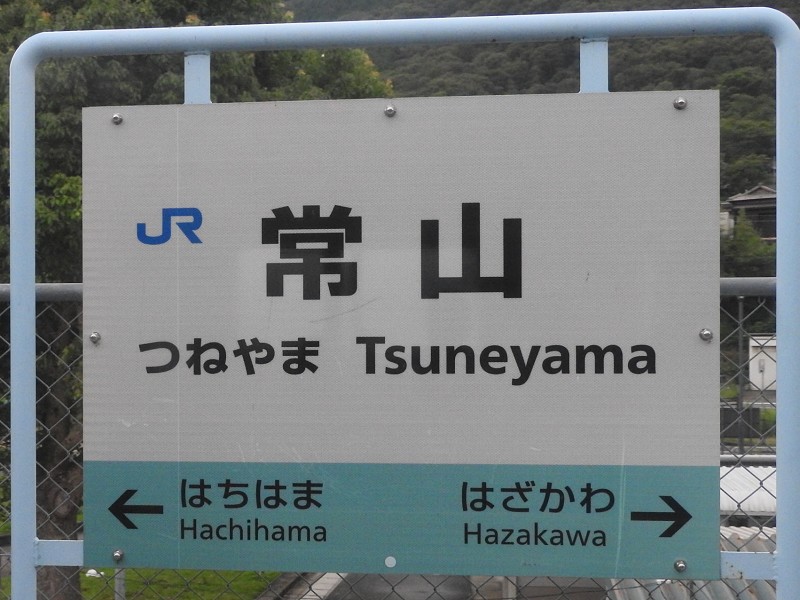 JR 常山
つねやま Tsuneyama
← はちはま はざかわ →
Hachihama Hazakawa